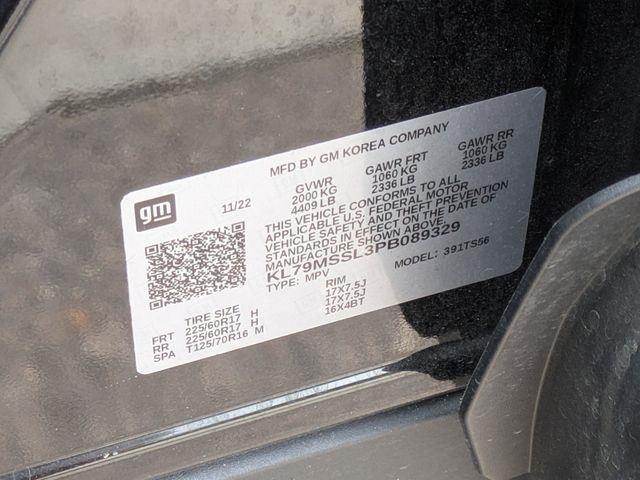 MFD BY GM KOREA COMPANY
gm
11/22
GVWR GAWR FRT GAWR RR
2000 KG 1060 KG 1060 KG
4409 LB 2336 LB 2336 LB
THIS VEHICLE CONFORMS TO ALL
APPLICABLE U.S. FEDERAL MOTOR
VEHICLE SAFETY AND THEFT PREVENTION
STANDARDS IN EFFECT ON THE DATE OF
MANUFACTURE SHOWN ABOVE.
KL79MSSL3PB089329
TYPE: MPV MODEL: 391TS56
TIRE SIZE RIM
FRT 225/60R17 H 17X7.5J
RR 225/60R17 H 17X7.5J
SPA T125/70R16 M 16X4BT